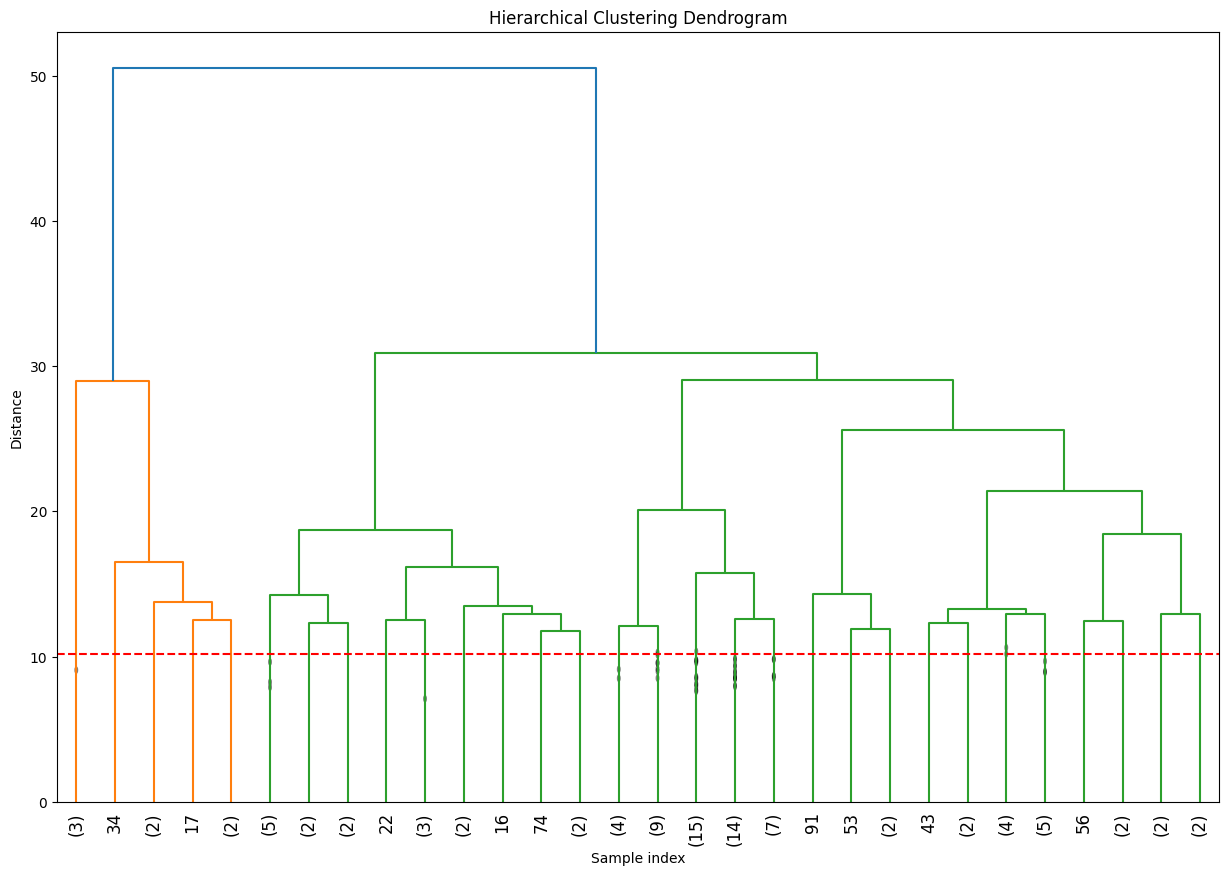 Hierarchical Clustering Dendrogram
50
40
30
20
10
0
Distance
(3) 34 (2) 17 (2) (5) (2) (2) 22 (3) (2) 16 74 (2) (4) (9) (15) (14) (7) 91 53 (2) 43 (2) (4) (5) 56 (2) (2) (2)
Sample index